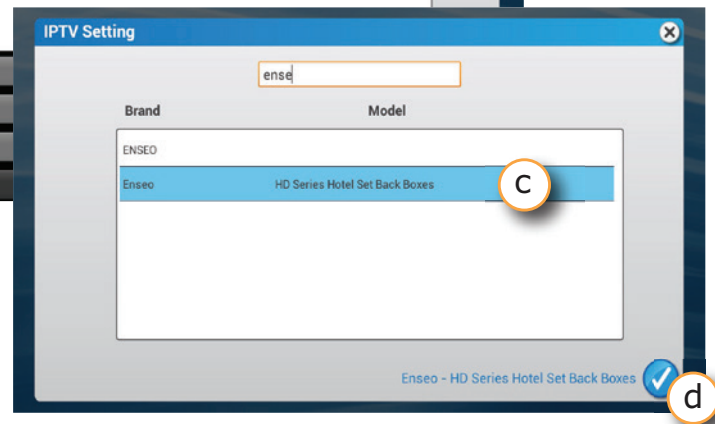 IPTV Setting
ense
Brand Model
ENSEO
Enseo HD Series Hotel Set Back Boxes
c
Enseo - HD Series Hotel Set Back Boxes
d